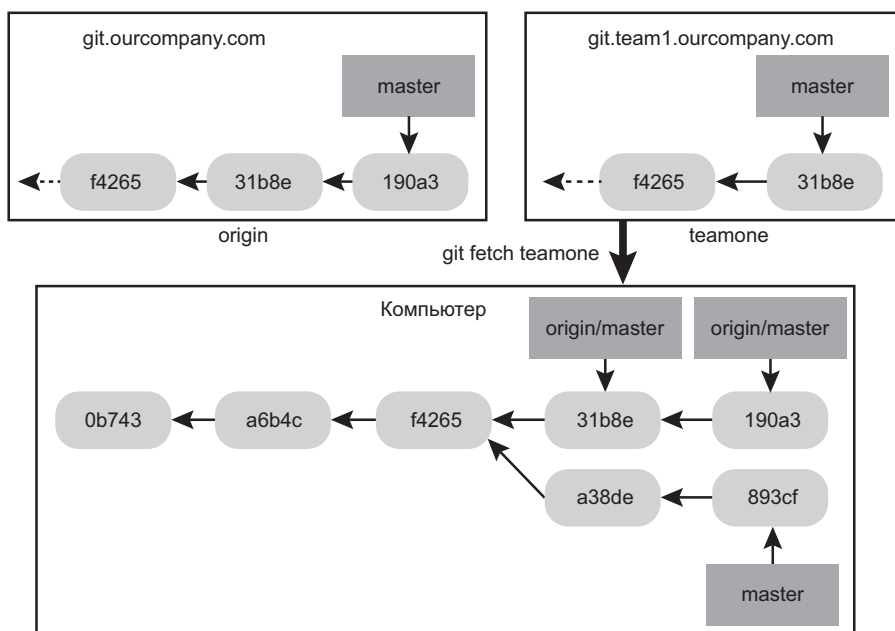 git.ourcompany.com
master
f4265
31b8e
190a3
origin
git.team1.ourcompany.com
master
f4265
31b8e
teamone
git fetch teamone
Компьютер
origin/master
origin/master
0b743
a6b4c
f4265
31b8e
190a3
a38de
893cf
master